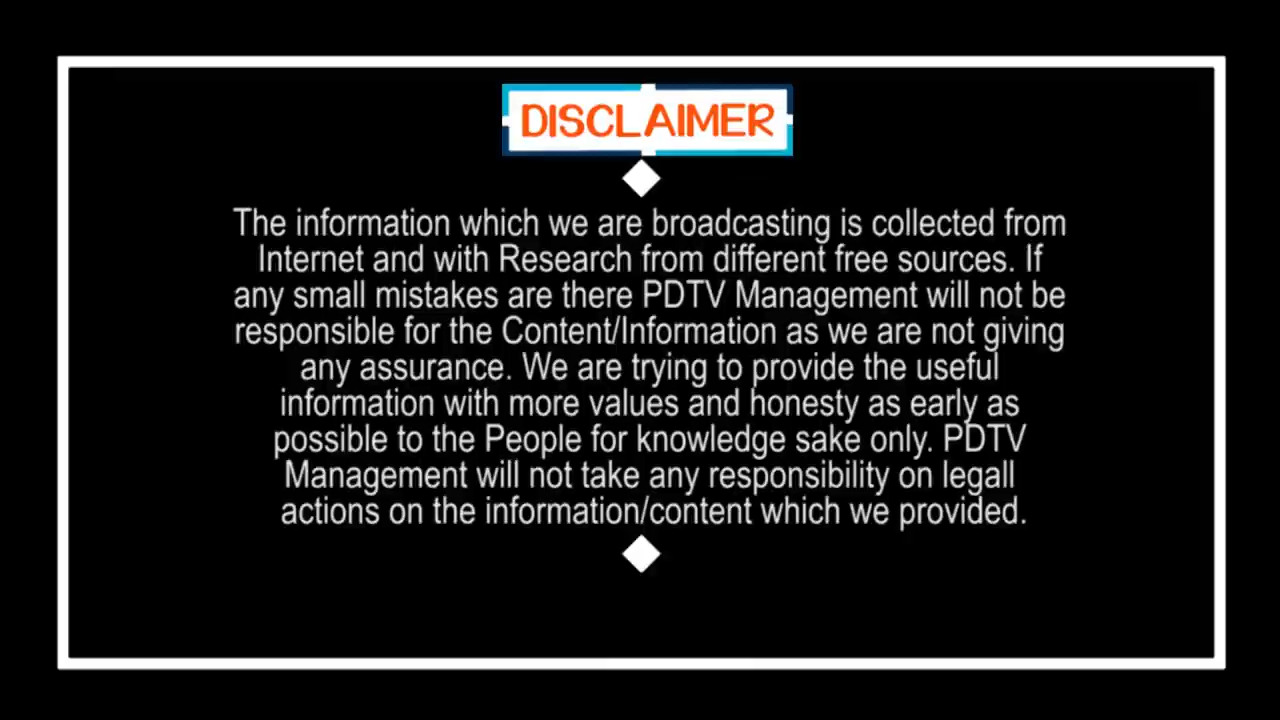 DISCLAIMER
The information which we are broadcasting is collected from
Internet and with Research from different free sources. If
any small mistakes are there PDTV Management will not be
responsible for the Content/Information as we are not giving
any assurance. We are trying to provide the useful
information with more values and honesty as early as
possible to the People for knowledge sake only. PDTV
Management will not take any responsibility on legall
actions on the information/content which we provided.